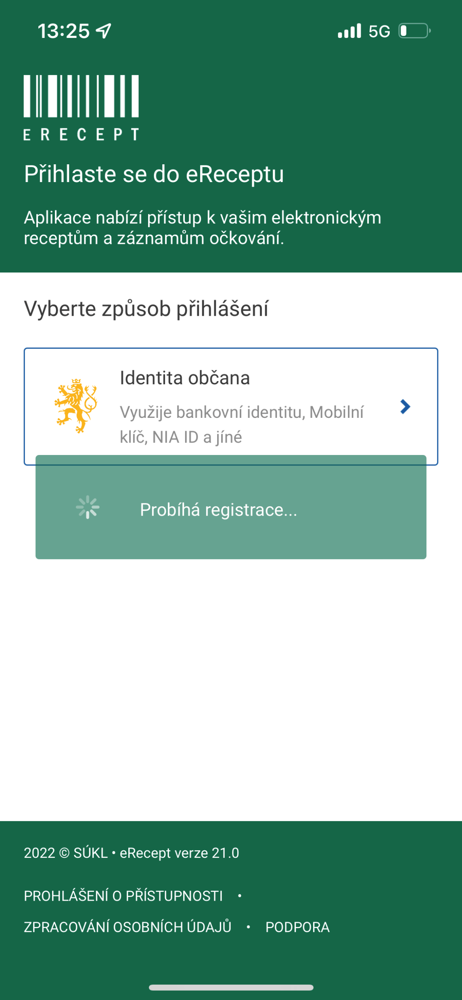 13:25
5G
ERECEPT
Přihlaste se do eReceptu
Aplikace nabízí přístup k vašim elektronickým
receptům a záznamům očkování.
Vyberte způsob přihlášení
Identita občana
Využije bankovní identitu, Mobilní
klíč, NIA ID a jíné
Probíhá registrace...
2022 © SÚKL • eRecept verze 21.0
PROHLÁŠENÍ O PŘÍSTUPNOSTI •
ZPRACOVÁNÍ OSOBNÍCH ÚDAJŮ • PODPORA